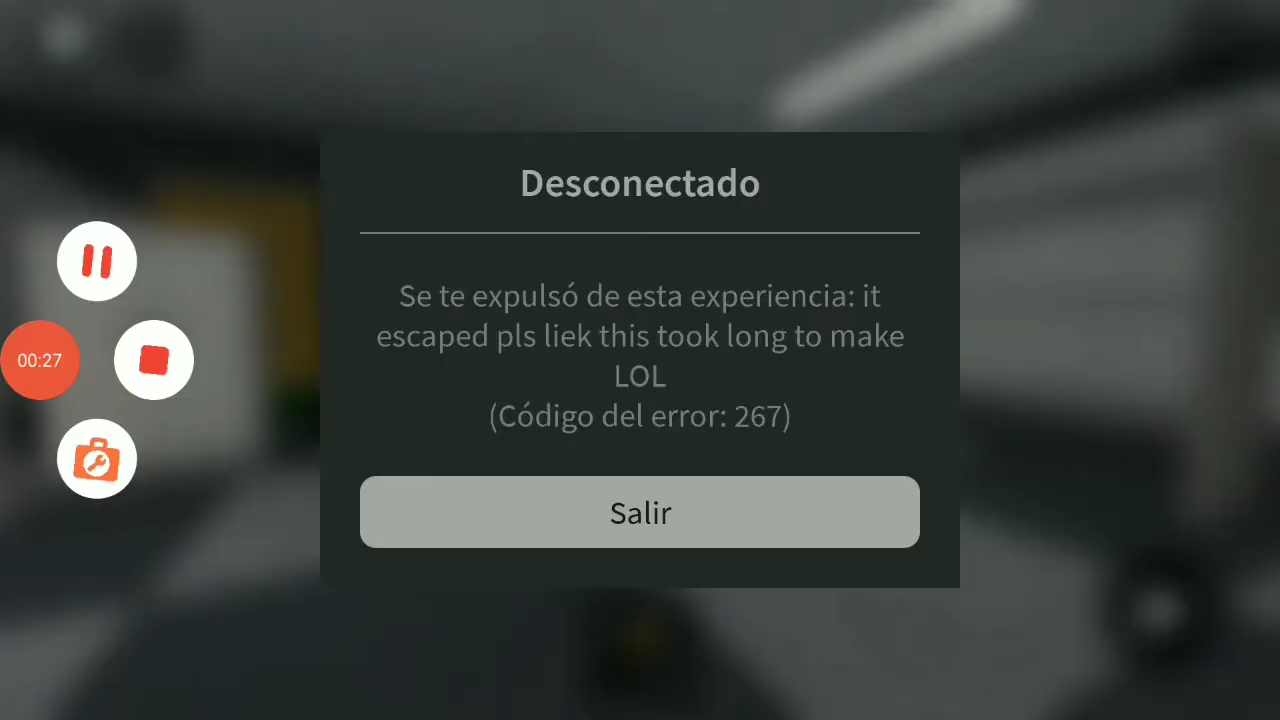 Desconectado
Se te expulsó de esta experiencia: it
escaped pls liek this took long to make
LOL
(Código del error: 267)
00:27
Salir